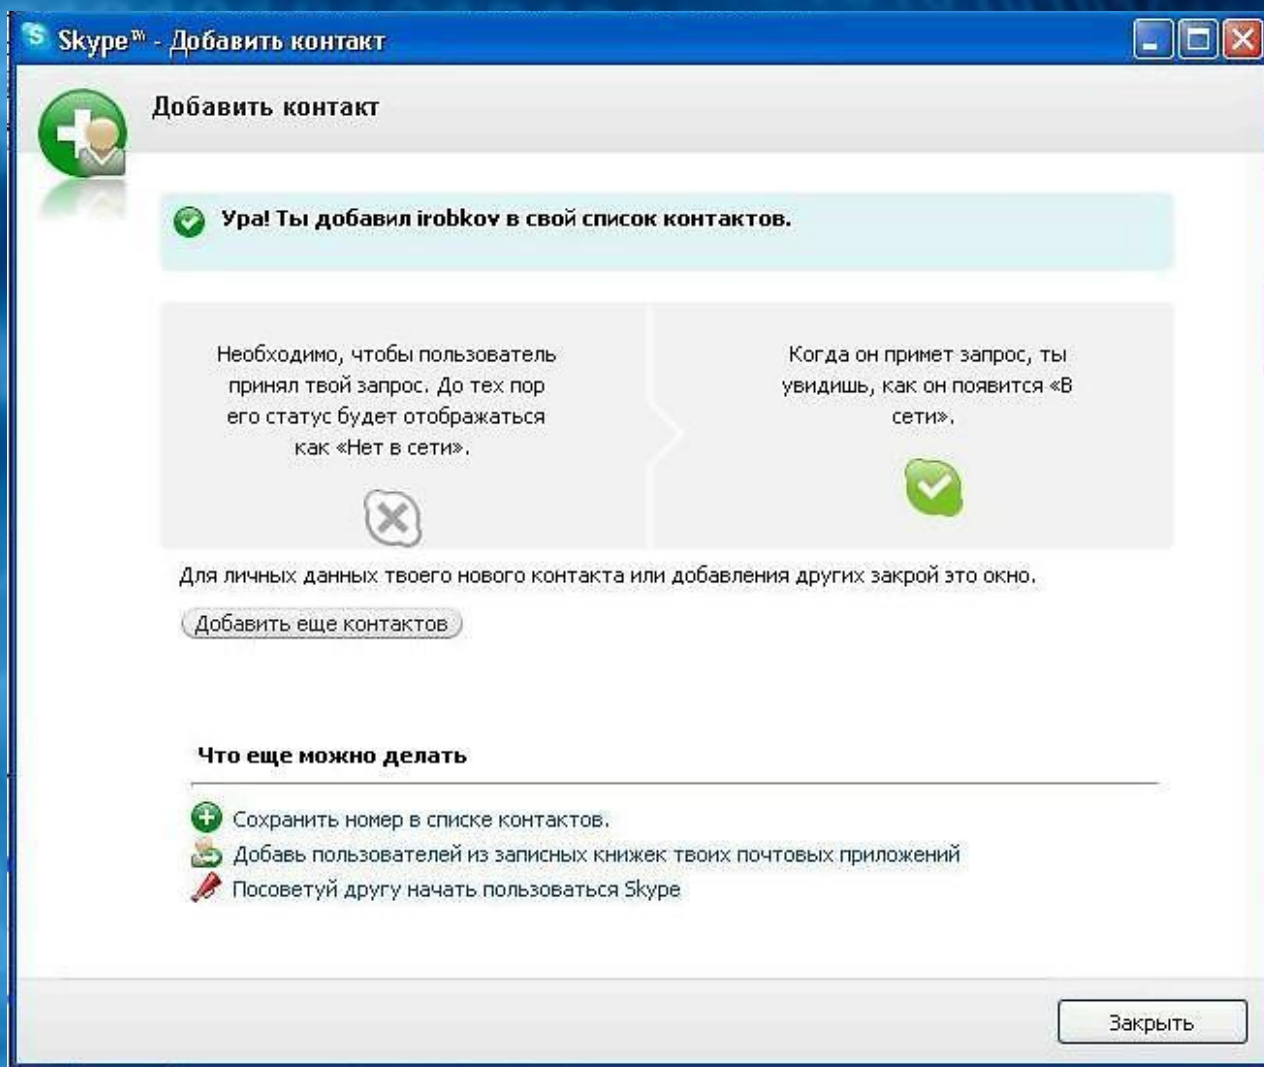 Skype™ - Добавить контакт
Добавить контакт
Ура! Ты добавил irobkov в свой список контактов.
Необходимо, чтобы пользователь
принял твой запрос. До тех пор
его статус будет отображаться
как «Нет в сети».
Когда он примет запрос, ты
увидишь, как он появится «В
сети».
Для личных данных твоего нового контакта или добавления других закрой это окно.
Добавить еще контактов
Что еще можно делать
Сохранить номер в списке контактов.
Добавь пользователей из записных книжек твоих почтовых приложений
Посоветуй другу начать пользоваться Skype
Закрыть